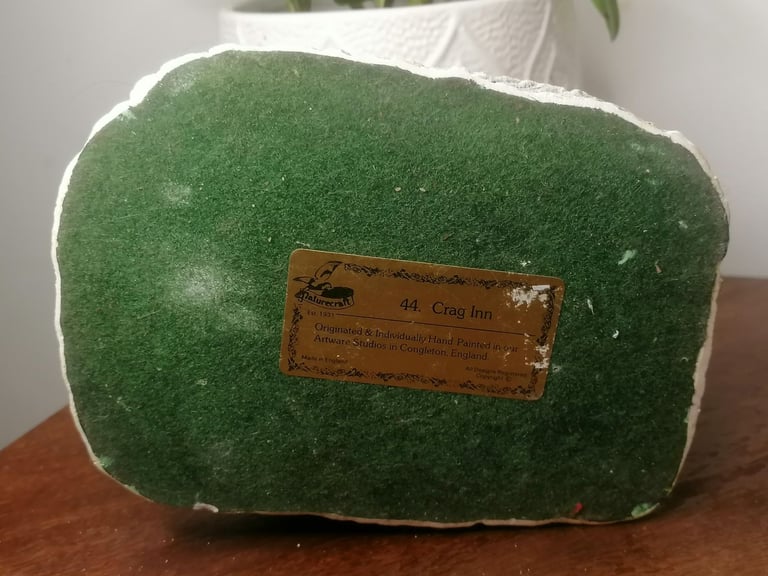 Naturecraft
Est. 1931
44. Crag Inn
Originated & Individually Hand Painted in our
Artware Studios in Congleton, England.
Made in England
All Designs Registered
Copyright ©